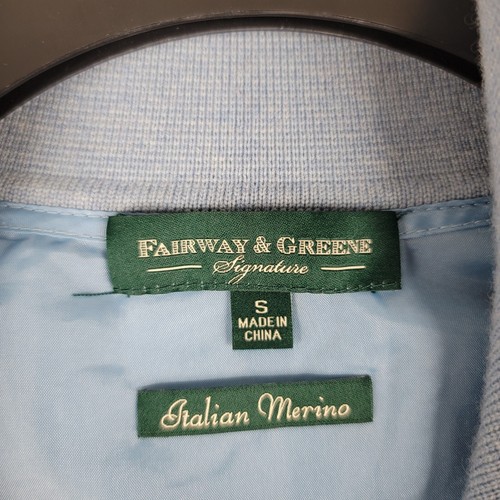 FAIRWAY & GREENE
Signature
S
MADE IN
CHINA
Italian Merino